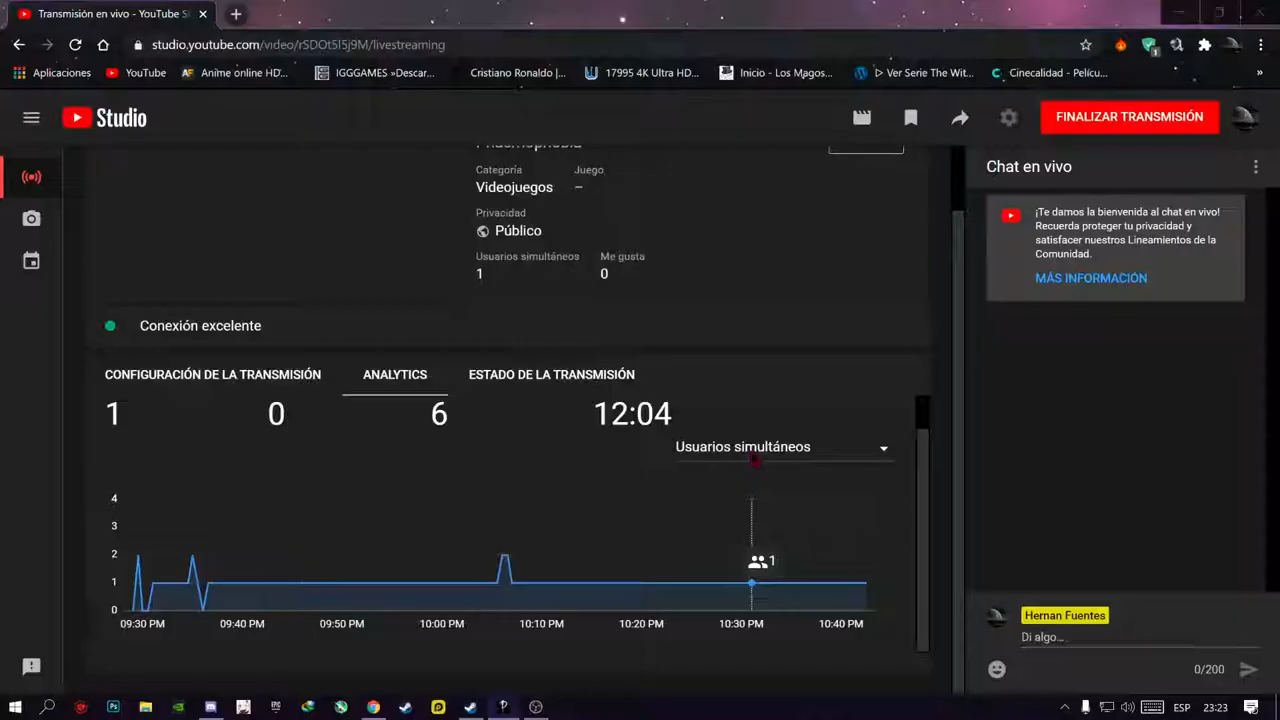 Transmisión en vivo - YouTube S
studio.youtube.com/video/rSDOt5I5j9M/livestreaming
Aplicaciones
YouTube
Anime online HD'...
IGGGAMES »Descar...
Cristiano Ronaldo |...
17995 4K Ultra HD...
Inicio - Los Magos...
▷ Ver Serie The Wit...
Cinecalidad - Pelícu...
»
Studio
FINALIZAR TRANSMISIÓN
Categoría
Juego
Videojuegos
–
Privacidad
Público
Usuarios simultáneos
Me gusta
1
0
Conexión excelente
CONFIGURACIÓN DE LA TRANSMISIÓN
ANALYTICS
ESTADO DE LA TRANSMISIÓN
1
0
6
12:04
Usuarios simultáneos
4
3
2
1
0
1
09:30 PM
09:40 PM
09:50 PM
10:00 PM
10:10 PM
10:20 PM
10:30 PM
10:40 PM
Chat en vivo
¡Te damos la bienvenida al chat en vivo!
Recuerda proteger tu privacidad y
satisfacer nuestros Lineamientos de la
Comunidad.
MÁS INFORMACIÓN
Hernan Fuentes
Di algo...
0/200
ESP
23:23